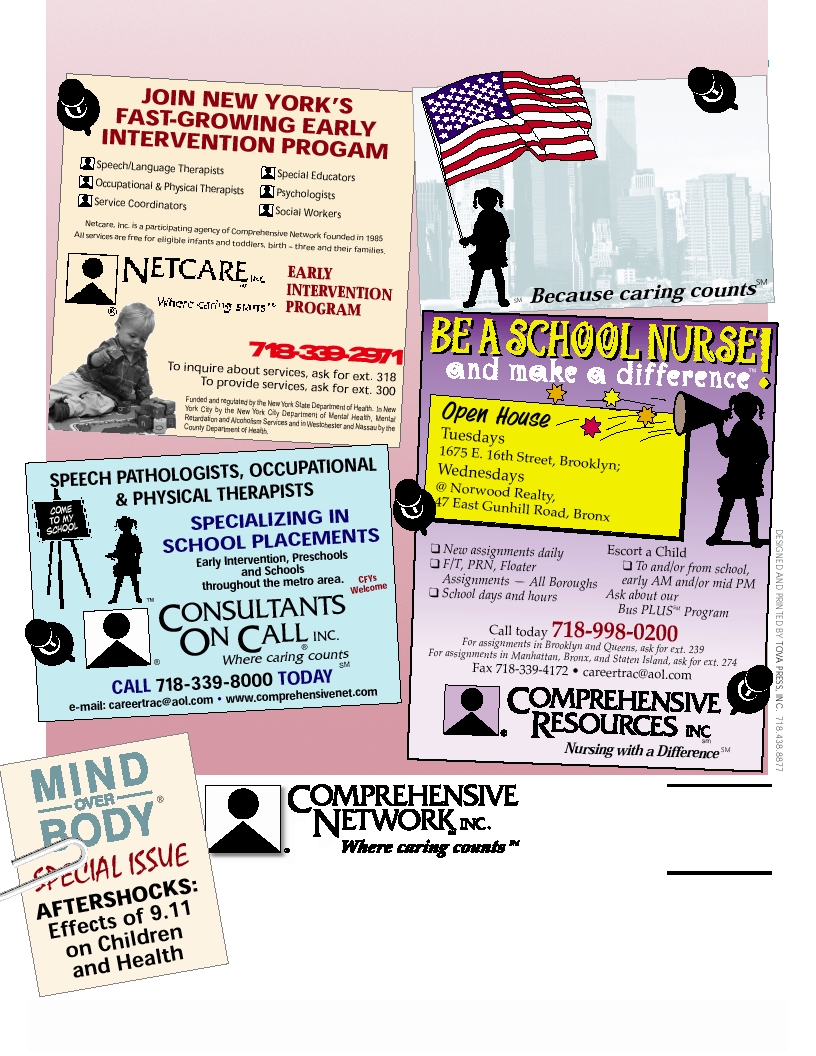 JOIN NEW YORK'S
FAST-GROWING EARLY
INTERVENTION PROGAM
Speech/Language Therapists
Occupational & Physical Therapists
Service Coordinators
Special Educators
Psychologists
Social Workers
Netcare, Inc. is a participating agency of Comprehensive Network founded in 1985
All services are free for eligible infants and toddlers, birth – three and their families.
NETCARE, INC.
SM
Where caring starts™
®
EARLY
INTERVENTION
PROGRAM
718-339-2971
To inquire about services, ask for ext. 318
To provide services, ask for ext. 300
Funded and regulated by the New York State Department of Health. In New
York City by the New York City Department of Mental Health, Mental
Retardation and Alcoholism Services and in Westchester and Nassau by the
County Department of Health.
SM
Because caring counts℠
BE A SCHOOL NURSE!
and make a difference™
Open House
Tuesdays
1675 E. 16th Street, Brooklyn;
Wednesdays
@ Norwood Realty,
47 East Gunhill Road, Bronx
❑ New assignments daily
❑ F/T, PRN, Floater
Assignments — All Boroughs
❑ School days and hours
Escort a Child
❑ To and/or from school,
early AM and/or mid PM
Ask about our
Bus PLUS℠ Program
Call today 718-998-0200
For assignments in Brooklyn and Queens, ask for ext. 239
For assignments in Manhattan, Bronx, and Staten Island, ask for ext. 274
Fax 718-339-4172 • careertrac@aol.com
®
COMPREHENSIVE
RESOURCES INC
SM
Nursing with a Difference℠
SPEECH PATHOLOGISTS, OCCUPATIONAL
& PHYSICAL THERAPISTS
COME
TO MY
SCHOOL
™
SPECIALIZING IN
SCHOOL PLACEMENTS
Early Intervention, Preschools
and Schools
throughout the metro area.
CFYs
Welcome
®
CONSULTANTS
ON CALL® INC.
Where caring counts℠
CALL 718-339-8000 TODAY
e-mail: careertrac@aol.com • www.comprehensivenet.com
DESIGNED AND PRINTED BY TOVA PRESS, INC. 718.438.8877
MIND
OVER
BODY®
SPECIAL ISSUE
AFTERSHOCKS:
Effects of 9.11
on Children
and Health
®
COMPREHENSIVE
NETWORK, INC.
Where caring counts™